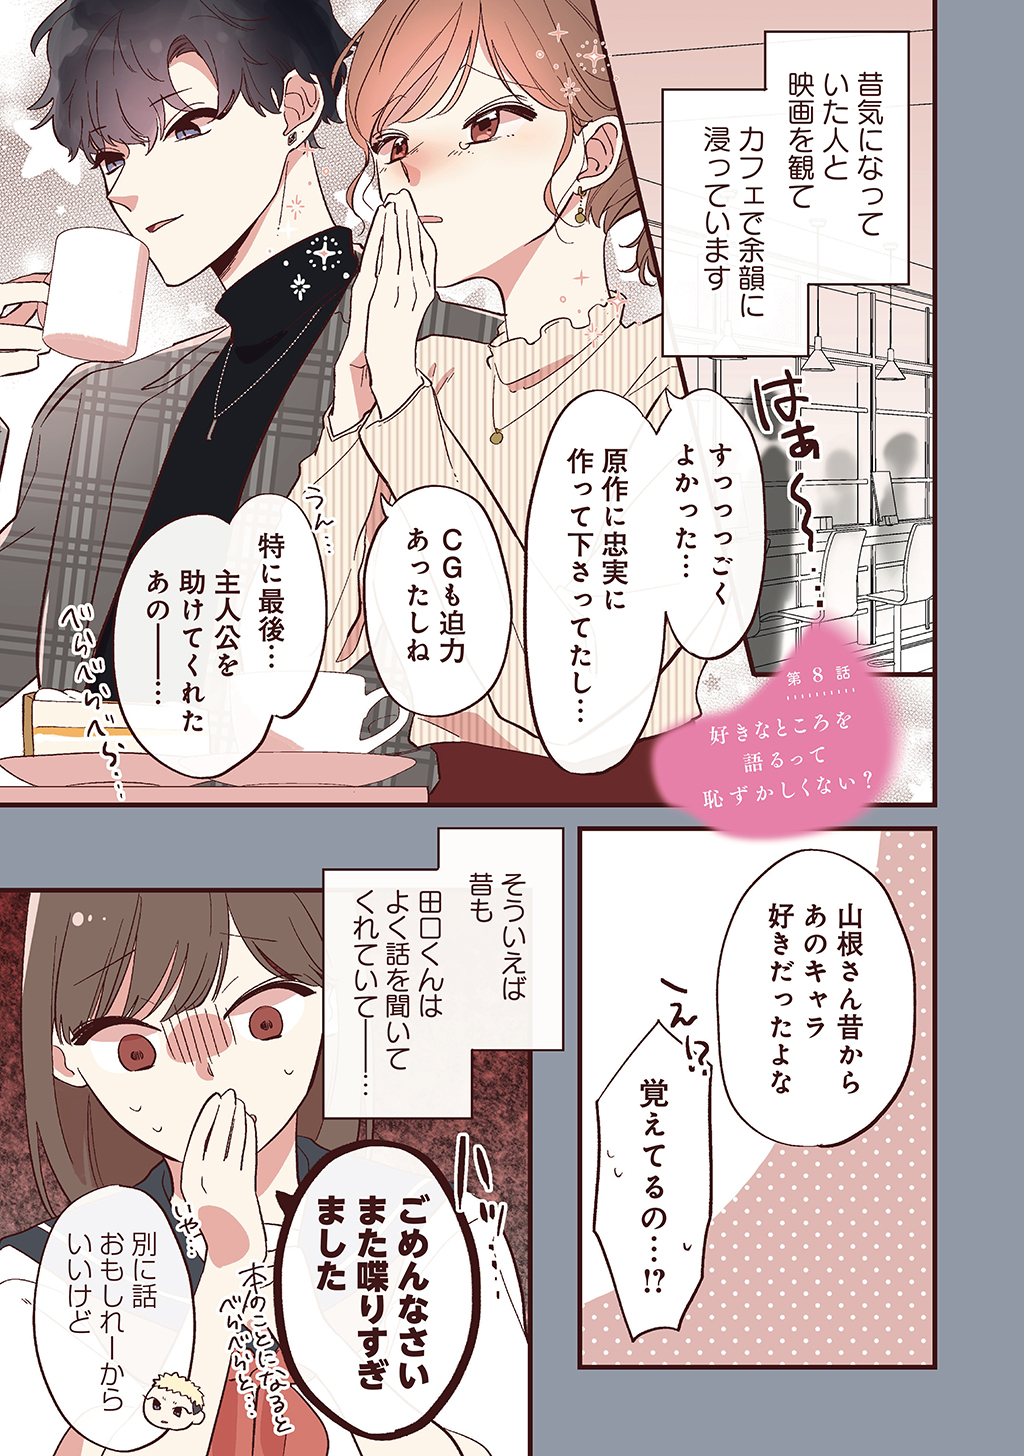 昔気になって
いた人と
映画を観て
カフェで余韻に
浸っています
はぁ〜…
すっっっごく
よかった…
原作に忠実に
作って下さってたし…
CGも迫力
あったしね
うん…
特に最後…
主人公を
助けてくれた
あの――…
べらべらべら…
第8話
好きなところを
語るって
恥ずかしくない？
山根さん昔から
あのキャラ
好きだったよな
え!?
覚えてるの…!?
そういえば
昔も
田口くんは
よく話を聞いて
くれていて――…
ごめんなさい
また喋りすぎ
ました
本のことになると
べらべらと…
いや…
別に話
おもしれーから
いいけど